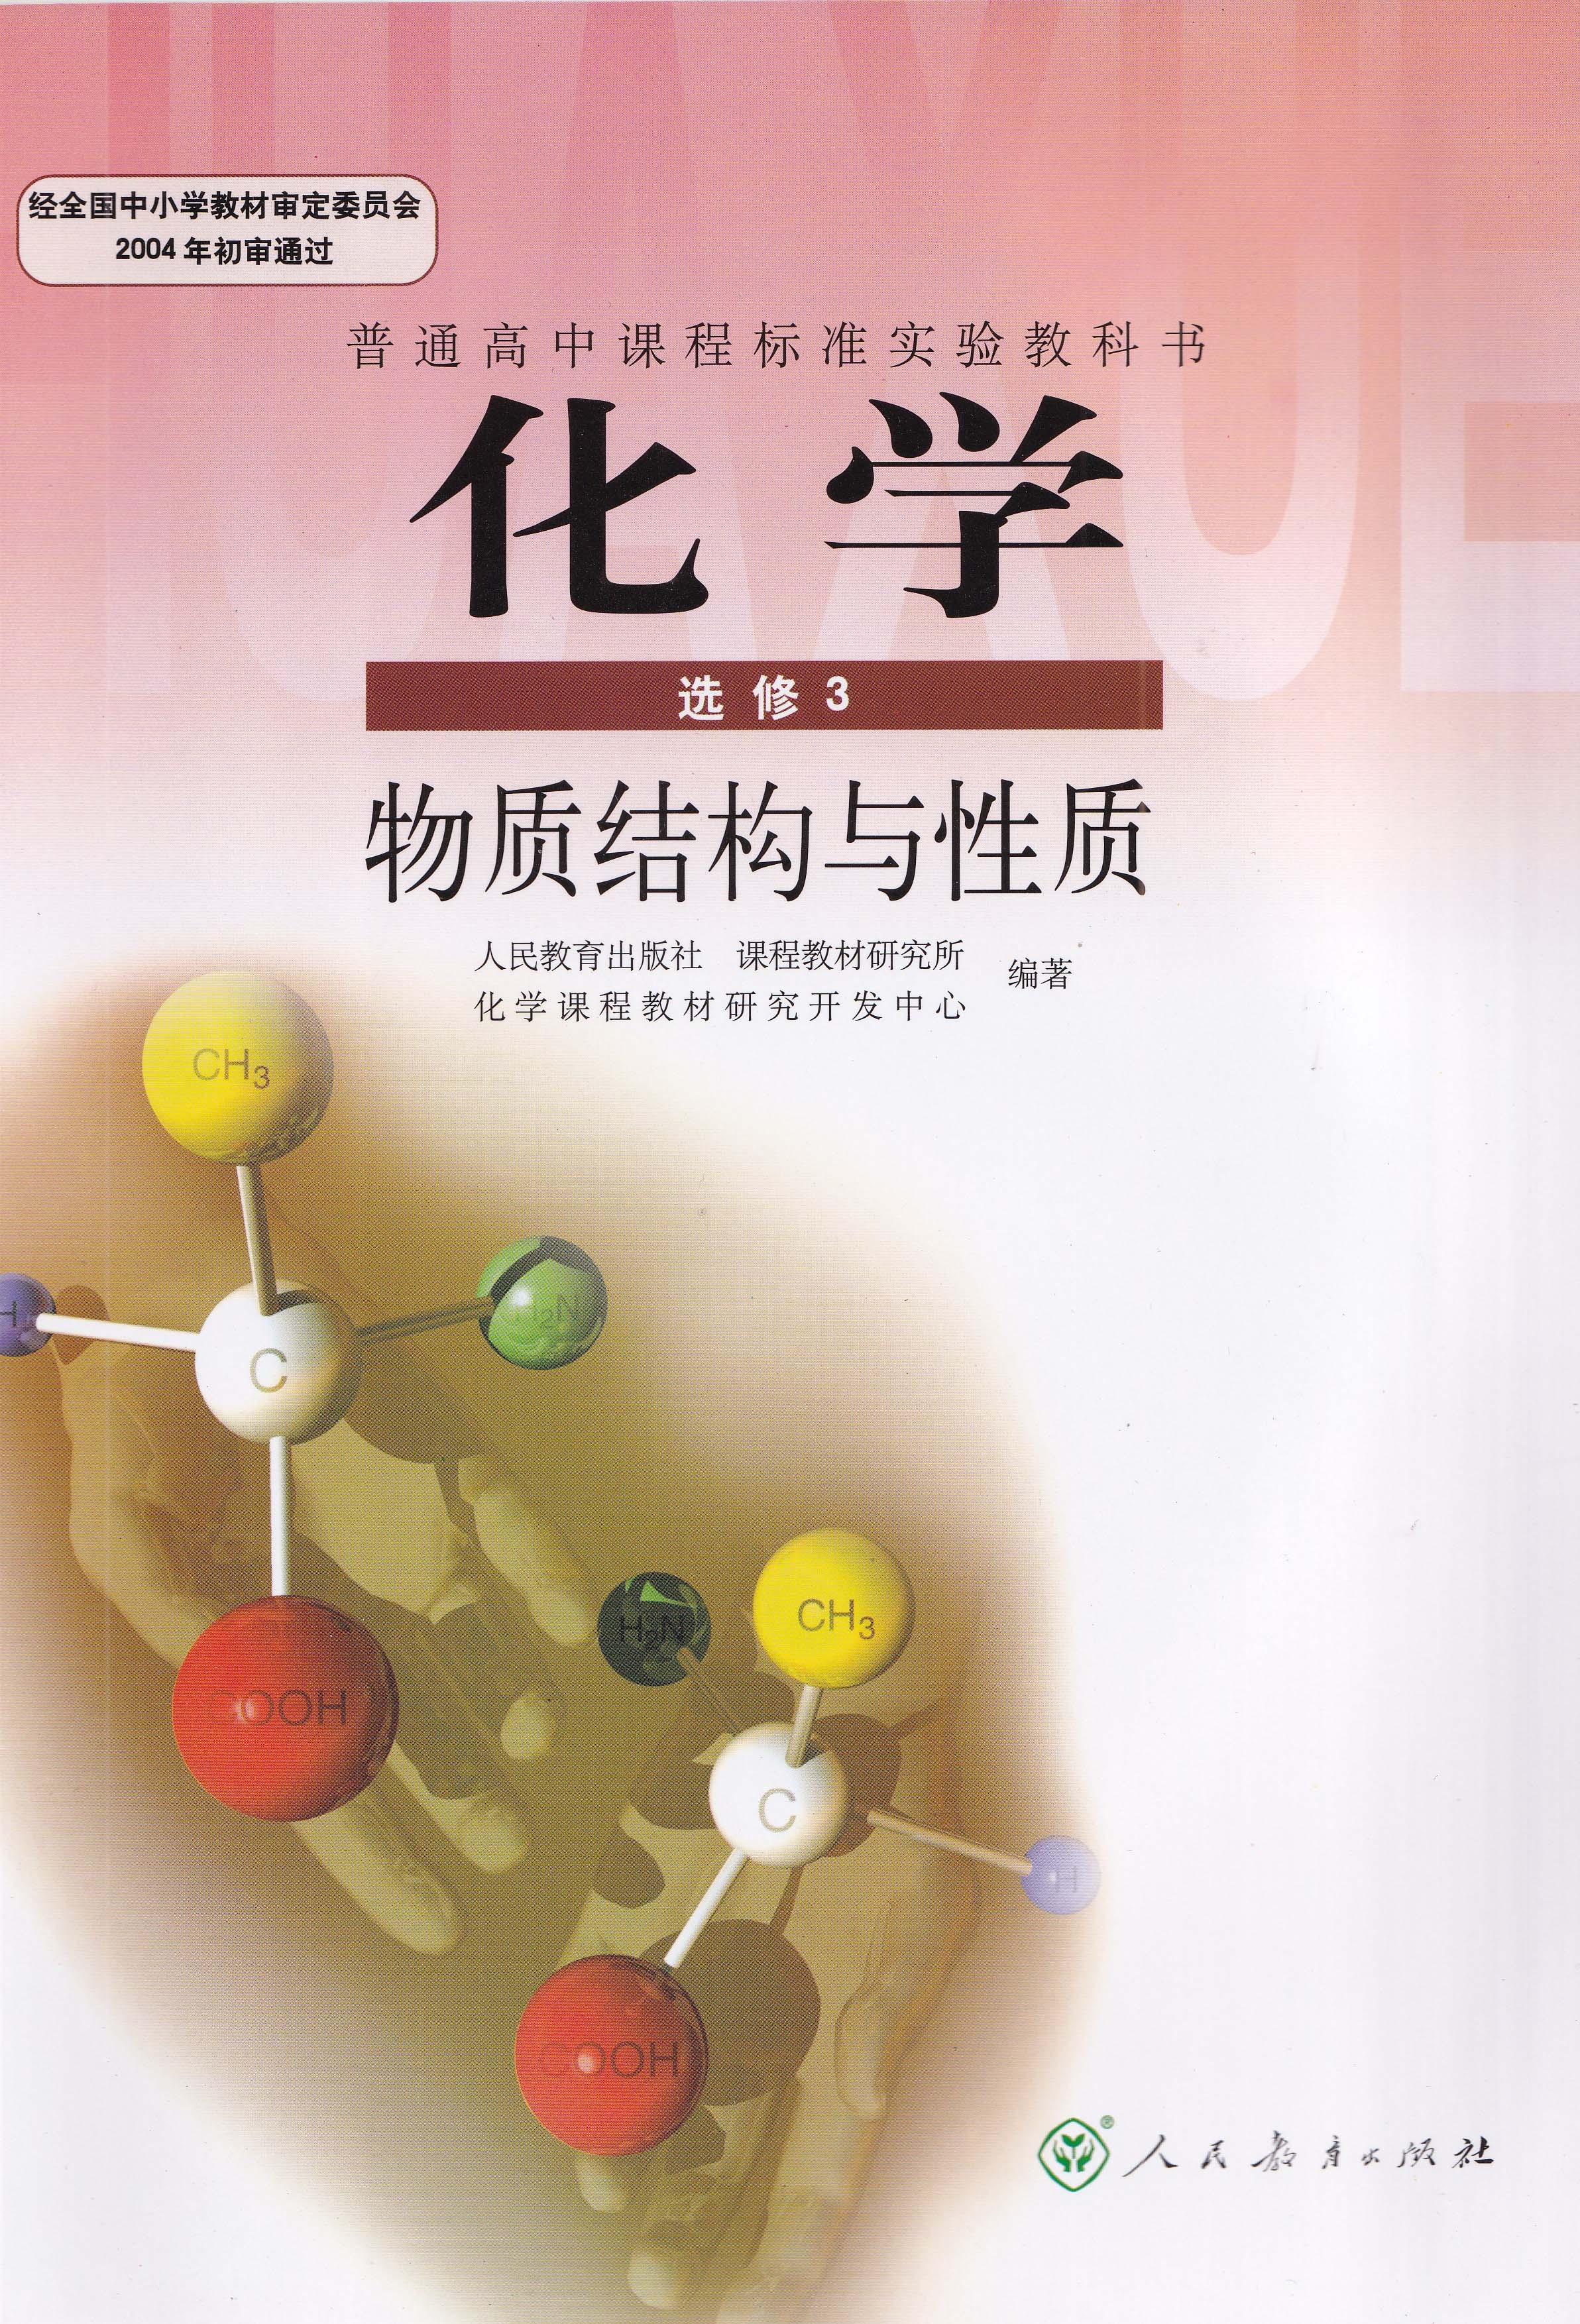 经全国中小学教材审定委员会
2004年初审通过
普通高中课程标准实验教科书
化学
选修3
物质结构与性质
人民教育出版社 课程教材研究所
化学课程教材研究开发中心
编著
CH3
H
C
H2N
COOH
H2N
CH3
C
H
COOH
®
人民教育出版社
HUAXUE